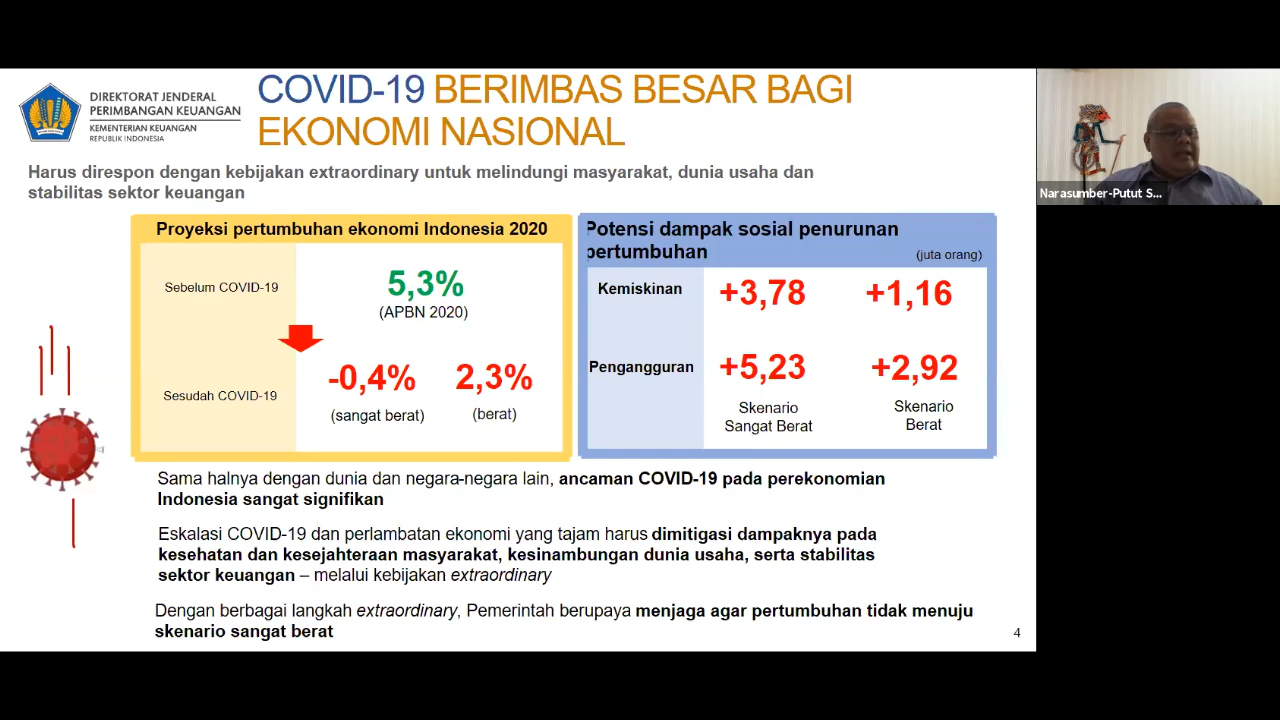 DIREKTORAT JENDERAL
PERIMBANGAN KEUANGAN
KEMENTERIAN KEUANGAN
REPUBLIK INDONESIA
COVID-19 BERIMBAS BESAR BAGI
EKONOMI NASIONAL
Harus direspon dengan kebijakan extraordinary untuk melindungi masyarakat, dunia usaha dan
stabilitas sektor keuangan
Proyeksi pertumbuhan ekonomi Indonesia 2020
Sebelum COVID-19
5,3%
(APBN 2020)
Sesudah COVID-19
-0,4% 2,3%
(sangat berat) (berat)
Potensi dampak sosial penurunan
pertumbuhan (juta orang)
Kemiskinan +3,78 +1,16
Pengangguran +5,23 +2,92
Skenario Skenario
Sangat Berat Berat
Sama halnya dengan dunia dan negara-negara lain, ancaman COVID-19 pada perekonomian
Indonesia sangat signifikan
Eskalasi COVID-19 dan perlambatan ekonomi yang tajam harus dimitigasi dampaknya pada
kesehatan dan kesejahteraan masyarakat, kesinambungan dunia usaha, serta stabilitas
sektor keuangan – melalui kebijakan extraordinary
Dengan berbagai langkah extraordinary, Pemerintah berupaya menjaga agar pertumbuhan tidak menuju
skenario sangat berat
4
Narasumber-Putut S...